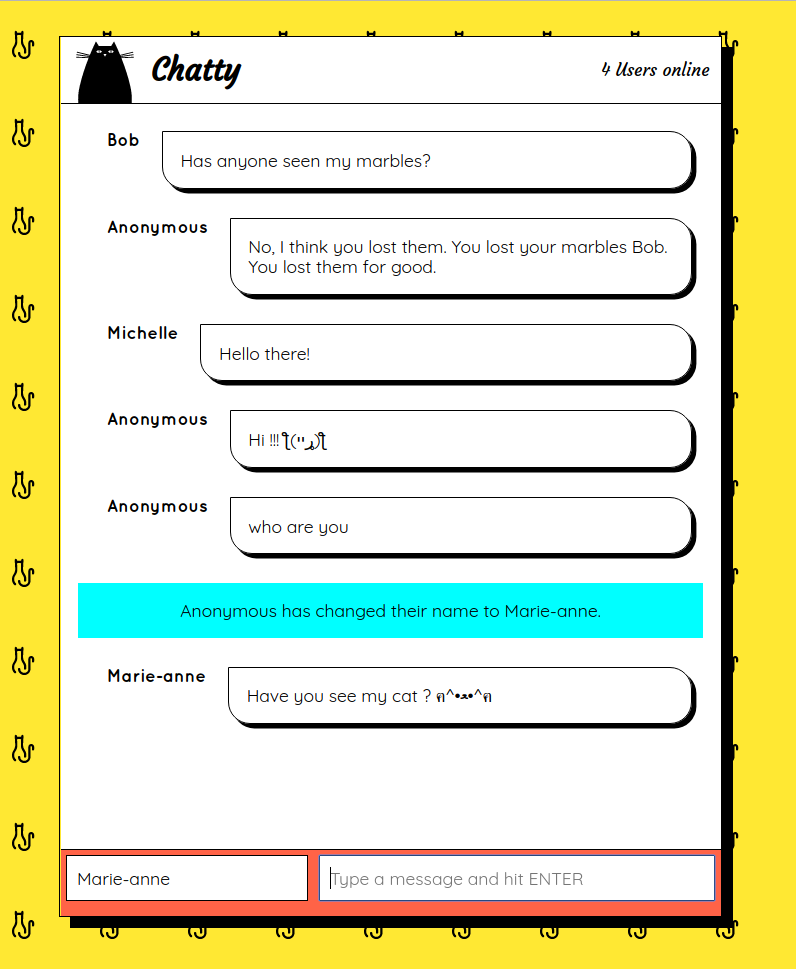 Chatty
4 Users online
Bob
Has anyone seen my marbles?
Anonymous
No, I think you lost them. You lost your marbles Bob.
You lost them for good.
Michelle
Hello there!
Anonymous
Hi !!!
Anonymous
who are you
Anonymous has changed their name to Marie-anne.
Marie-anne
Have you see my cat ? ฅ^•ﻌ•^ฅ
Marie-anne
Type a message and hit ENTER